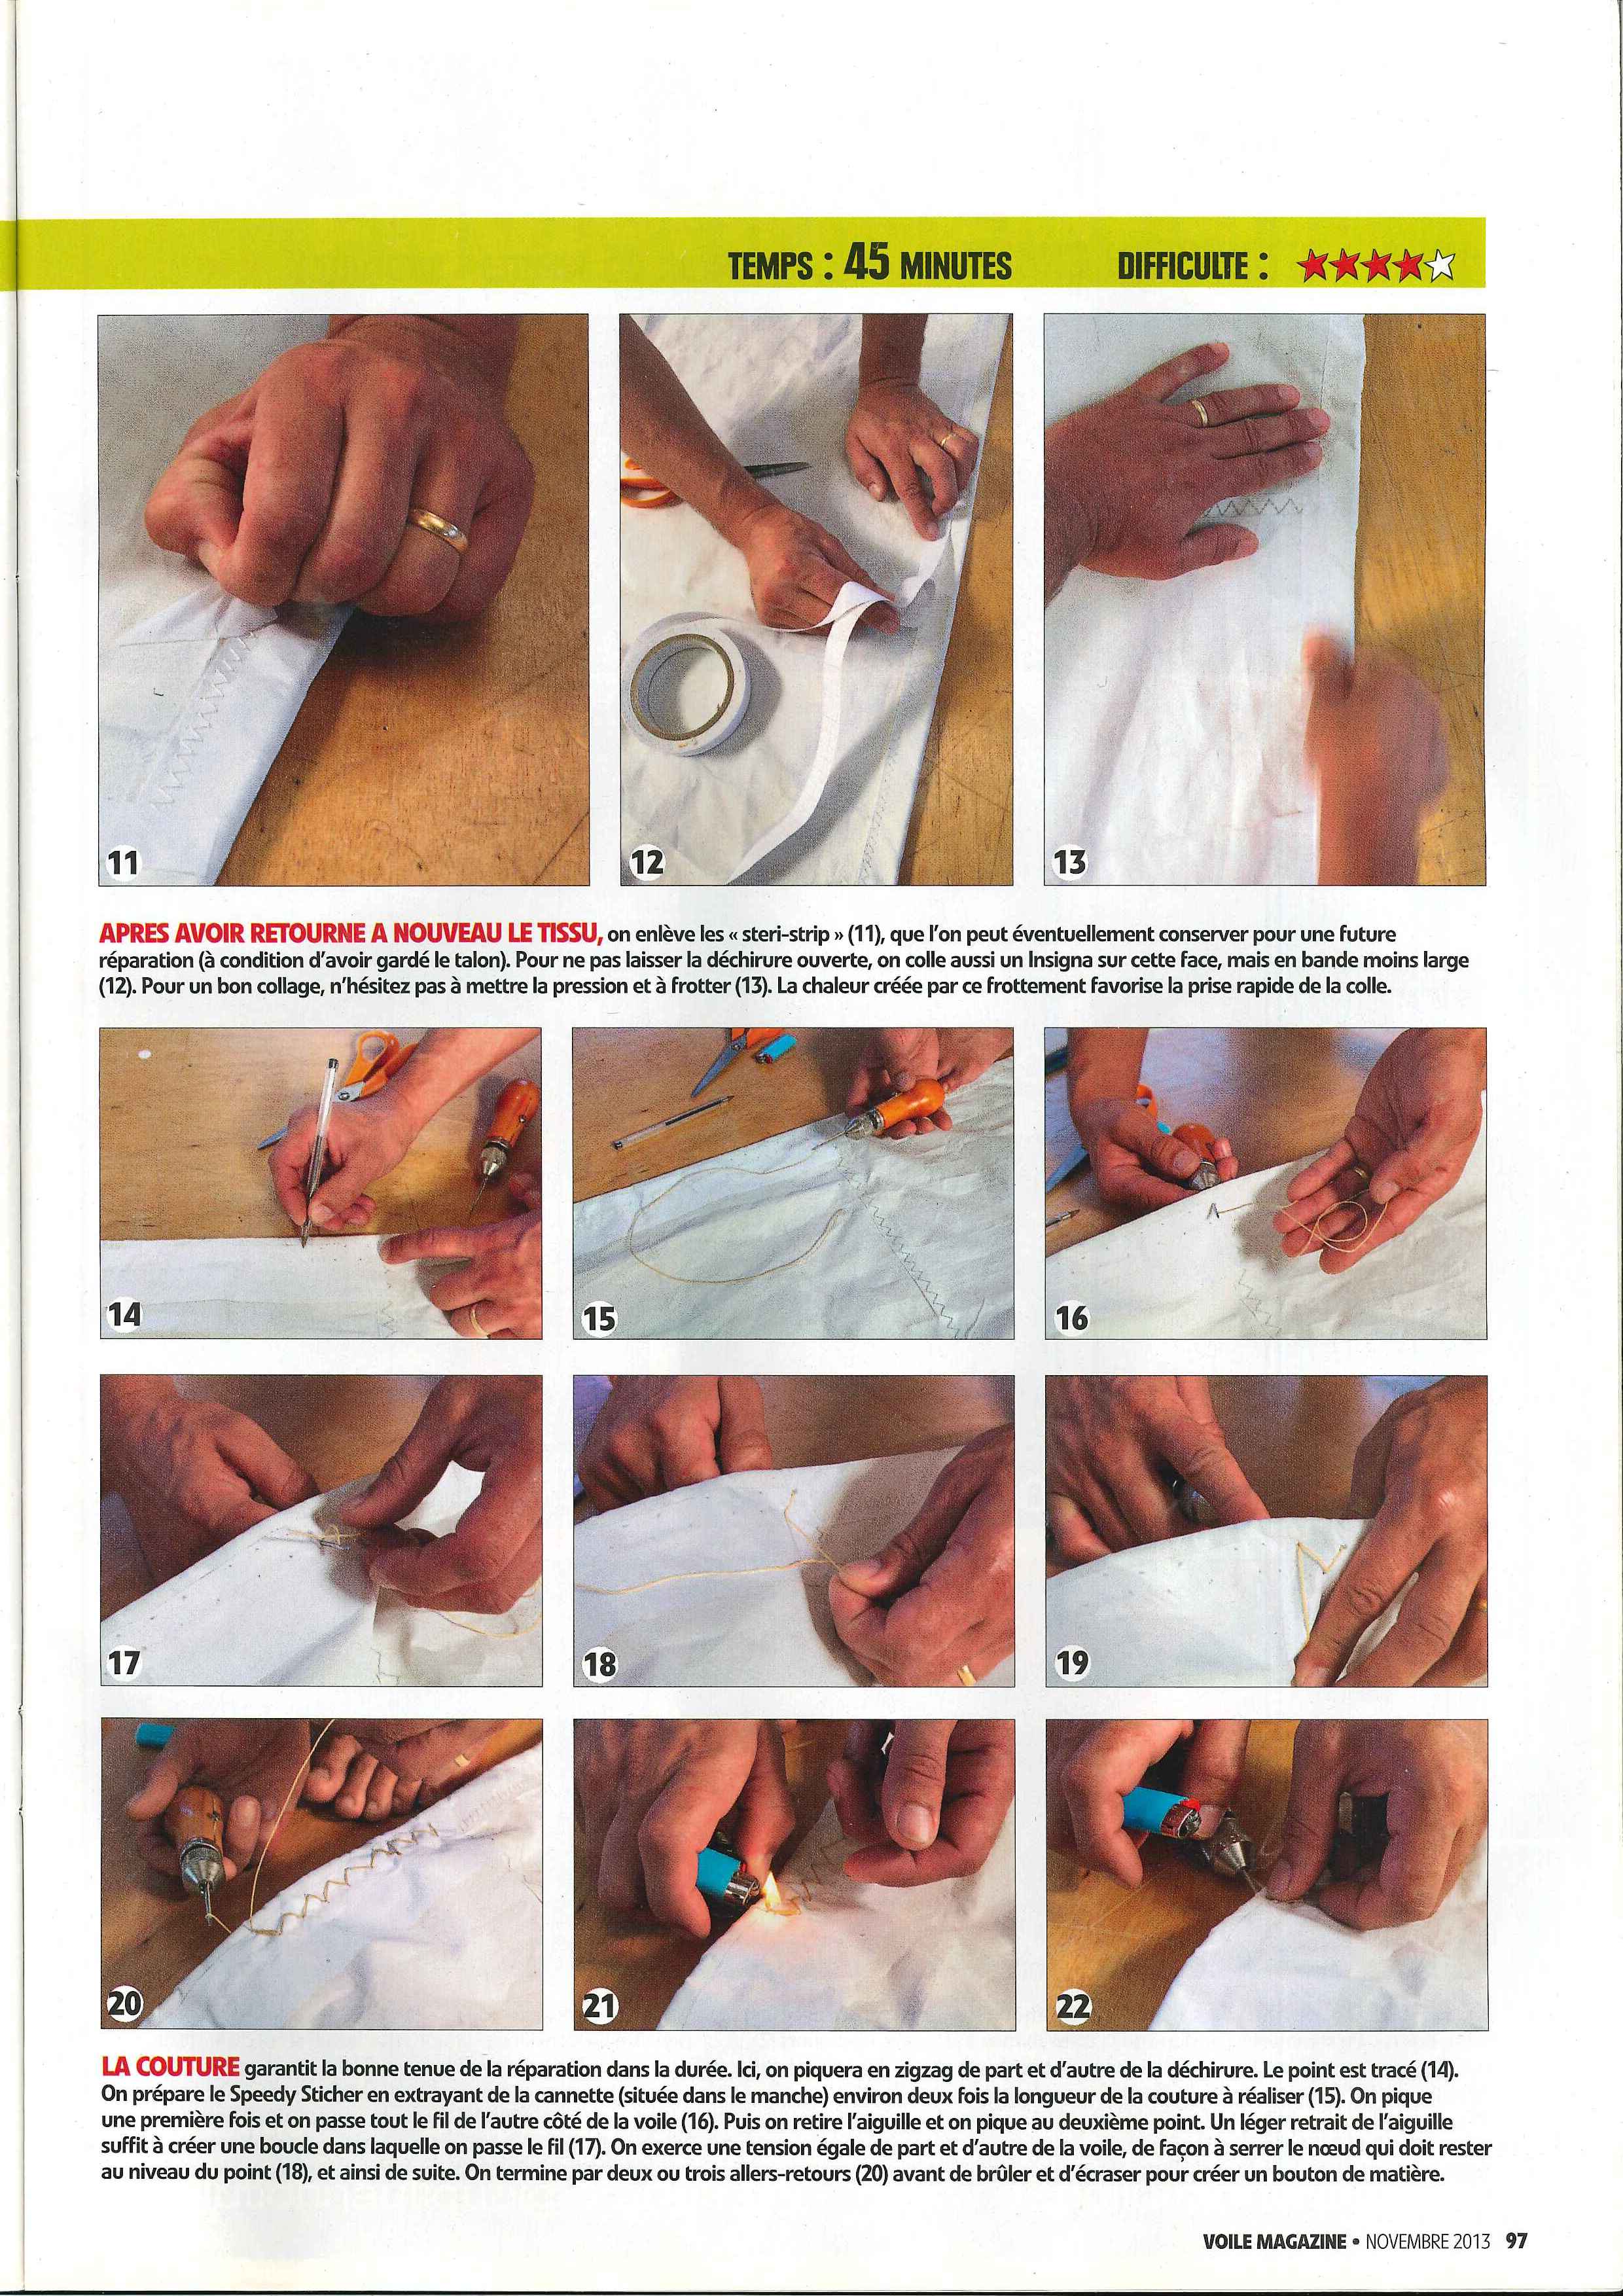 TEMPS : 45 MINUTES DIFFICULTE :
11
12
13
APRES AVOIR RETOURNE A NOUVEAU LE TISSU, on enlève les « steri-strip » (11), que l'on peut éventuellement conserver pour une future
réparation (à condition d'avoir gardé le talon). Pour ne pas laisser la déchirure ouverte, on colle aussi un Insigna sur cette face, mais en bande moins large
(12). Pour un bon collage, n'hésitez pas à mettre la pression et à frotter (13). La chaleur créée par ce frottement favorise la prise rapide de la colle.
14
15
16
17
18
19
20
21
22
LA COUTURE garantit la bonne tenue de la réparation dans la durée. Ici, on piquera en zigzag de part et d'autre de la déchirure. Le point est tracé (14).
On prépare le Speedy Sticher en extrayant de la cannette (située dans le manche) environ deux fois la longueur de la couture à réaliser (15). On pique
une première fois et on passe tout le fil de l'autre côté de la voile (16). Puis on retire l'aiguille et on pique au deuxième point. Un léger retrait de l'aiguille
suffit à créer une boucle dans laquelle on passe le fil (17). On exerce une tension égale de part et d'autre de la voile, de façon à serrer le nœud qui doit rester
au niveau du point (18), et ainsi de suite. On termine par deux ou trois allers-retours (20) avant de brûler et d'écraser pour créer un bouton de matière.
VOILE MAGAZINE • NOVEMBRE 2013 97